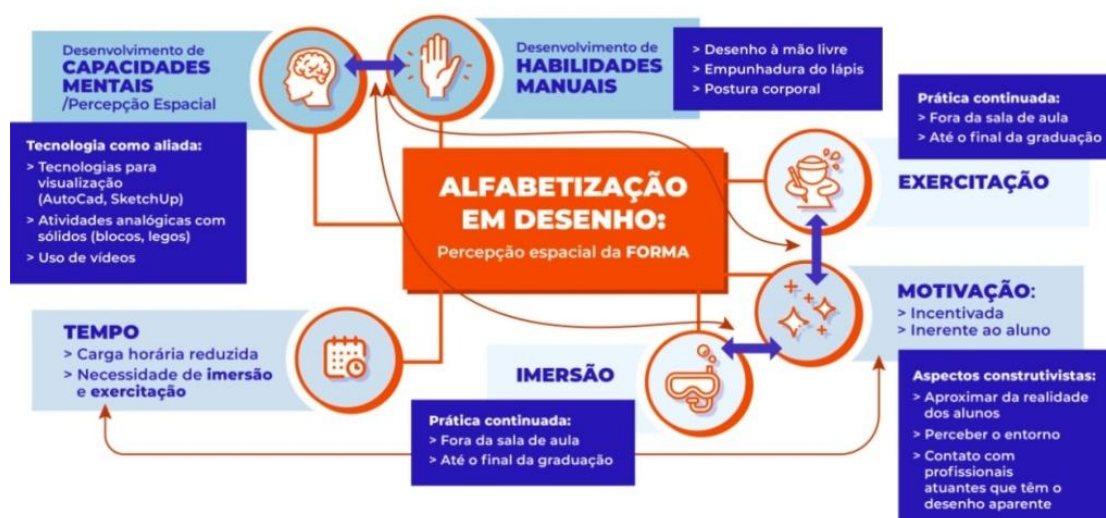 Desenvolvimento de
CAPACIDADES
MENTAIS
/Percepção Espacial
Desenvolvimento de
HABILIDADES
MANUAIS
> Desenho à mão livre
> Empunhadura do lápis
> Postura corporal
Prática continuada:
> Fora da sala de aula
> Até o final da graduação
Tecnologia como aliada:
> Tecnologias para
visualização
(AutoCad, SketchUp)
> Atividades analógicas com
sólidos (blocos, legos)
> Uso de vídeos
ALFABETIZAÇÃO
EM DESENHO:
Percepção espacial da FORMA
EXERCITAÇÃO
MOTIVAÇÃO:
> Incentivada
> Inerente ao aluno
TEMPO
> Carga horária reduzida
> Necessidade de imersão
e exercitação
IMERSÃO
Prática continuada:
> Fora da sala de aula
> Até o final da graduação
Aspectos construtivistas:
> Aproximar da realidade
dos alunos
> Perceber o entorno
> Contato com
profissionais
atuantes que têm o
desenho aparente